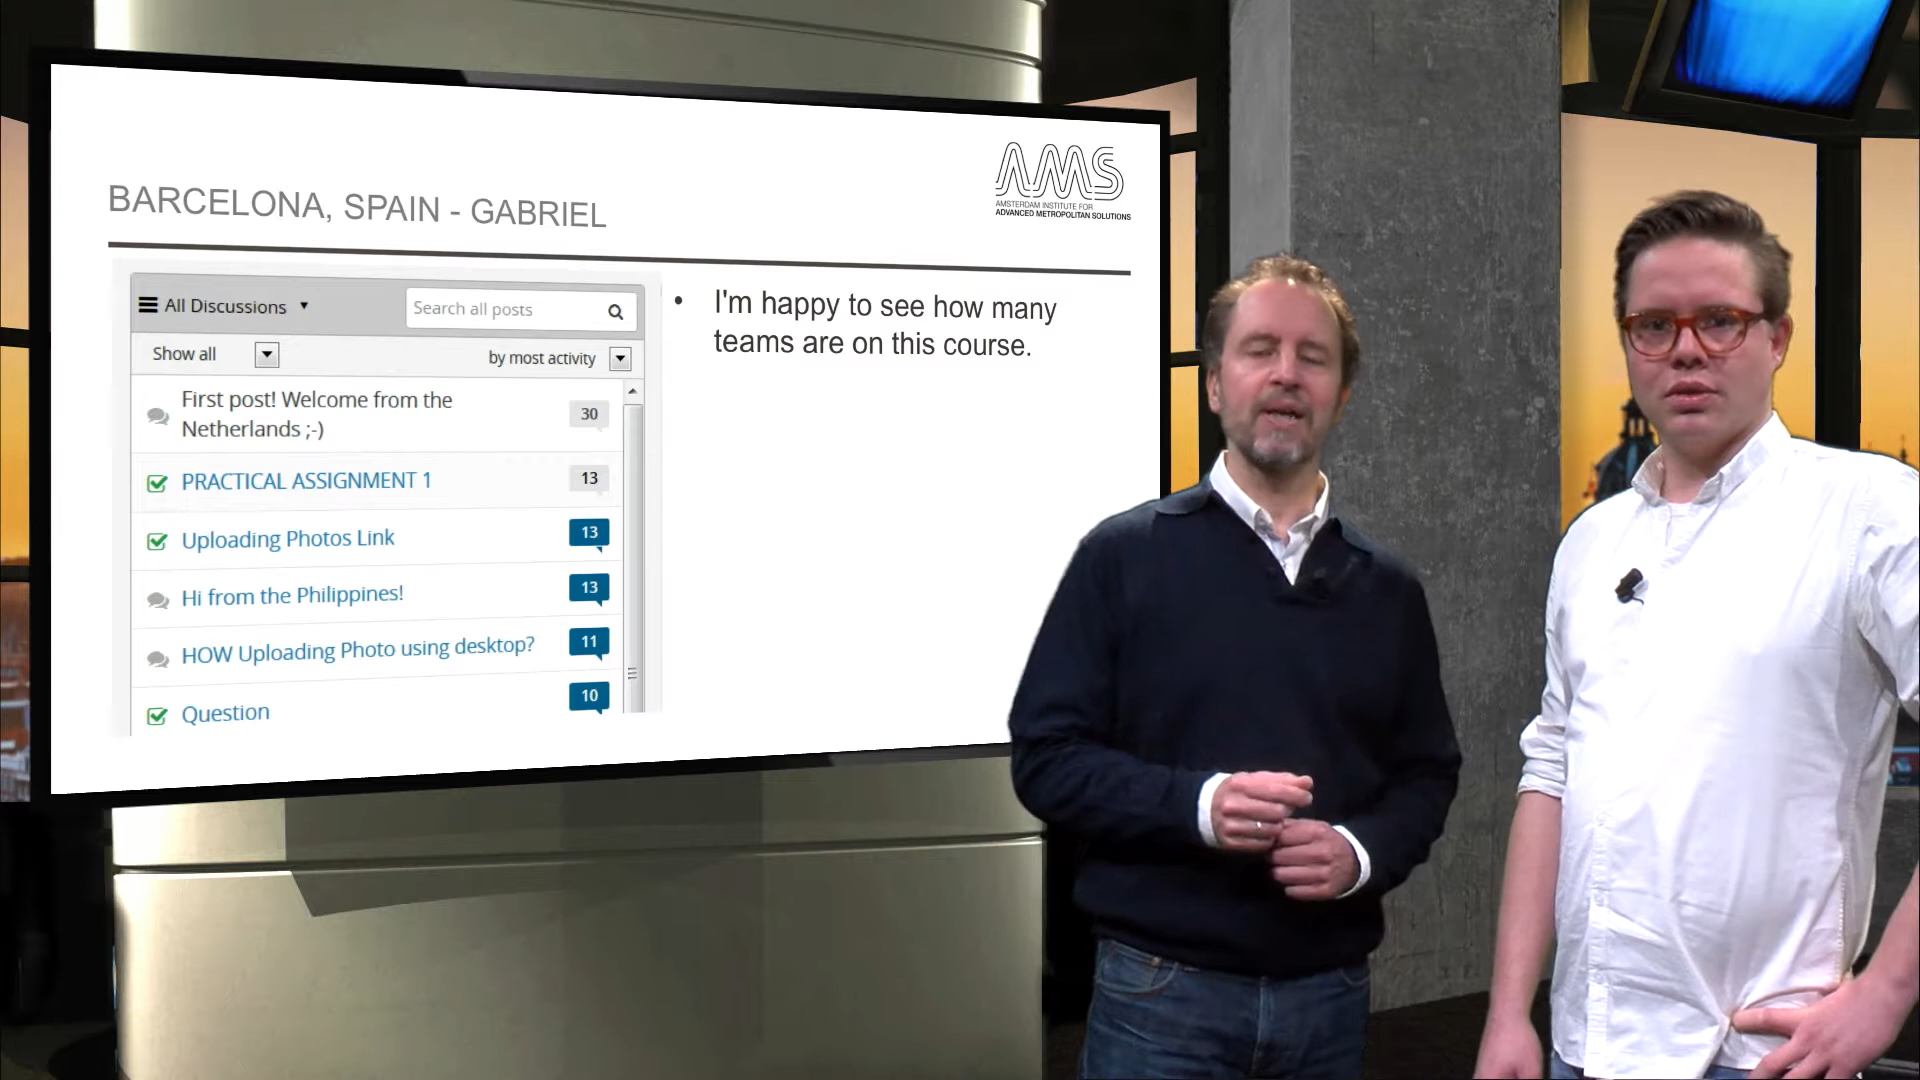 AMS
AMSTERDAM INSTITUTE FOR
ADVANCED METROPOLITAN SOLUTIONS
BARCELONA, SPAIN - GABRIEL
All Discussions
Search all posts
Show all
by most activity
First post! Welcome from the
Netherlands ;-)
30
PRACTICAL ASSIGNMENT 1
13
Uploading Photos Link
13
Hi from the Philippines!
13
HOW Uploading Photo using desktop?
11
Question
10
• I'm happy to see how many
teams are on this course.